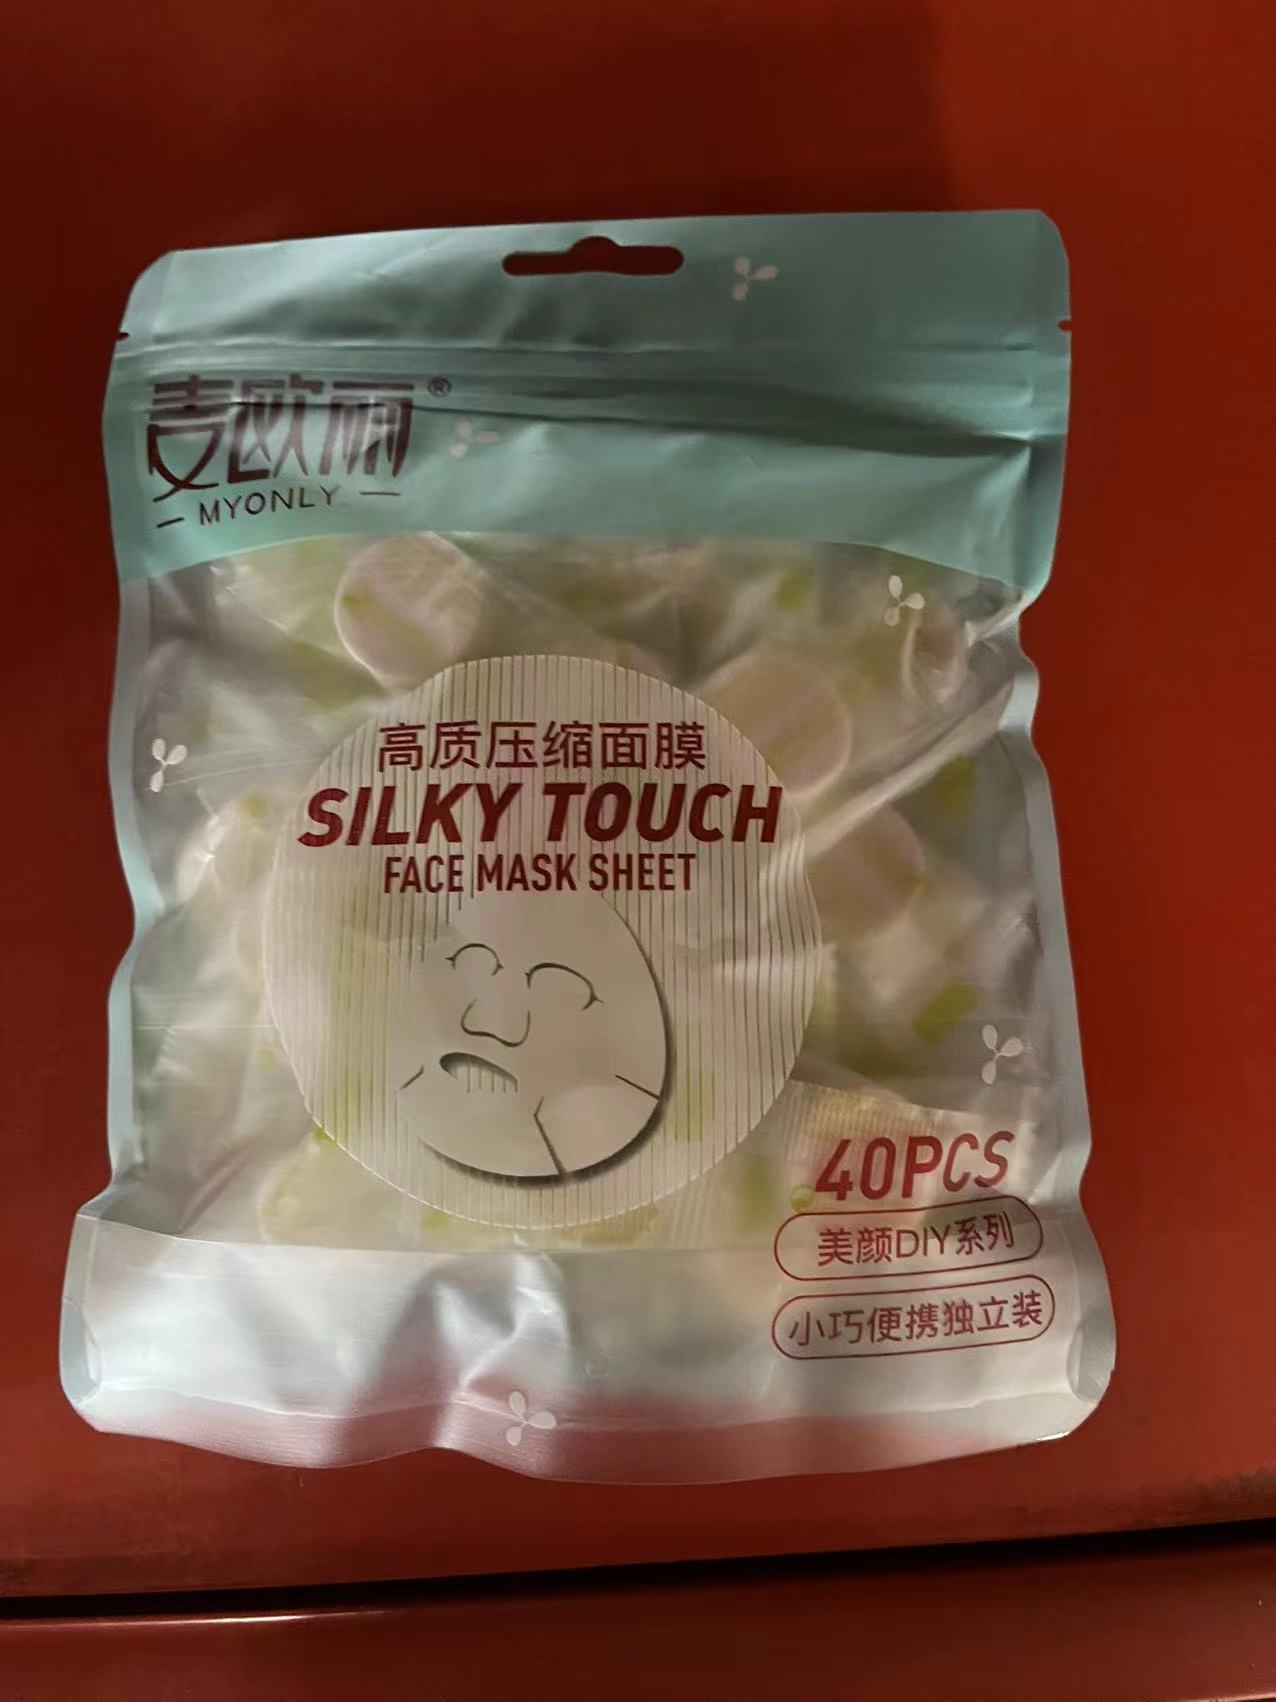 麦欧丽®
MYONLY
高质压缩面膜
SILKY TOUCH
FACE MASK SHEET
40PCS
美颜DIY系列
小巧便携独立装